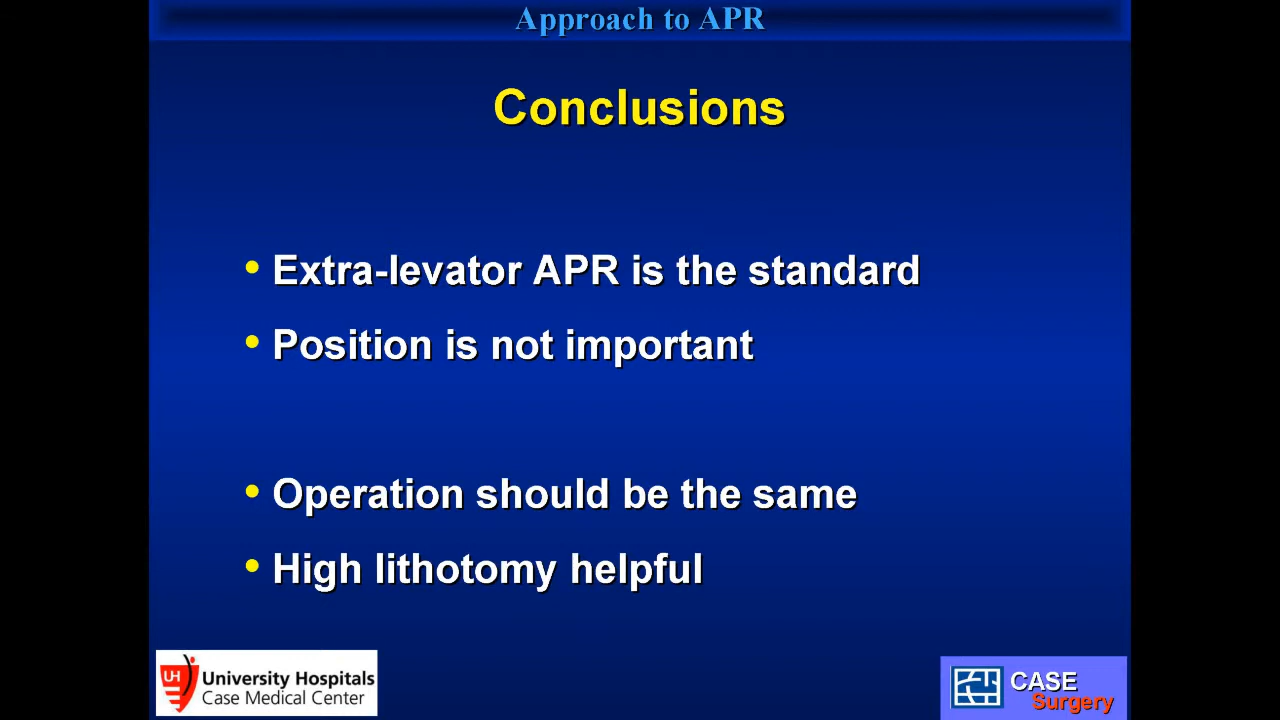 Approach to APR
Conclusions
• Extra-levator APR is the standard
• Position is not important
• Operation should be the same
• High lithotomy helpful
UH
University Hospitals
Case Medical Center
CASE
Surgery